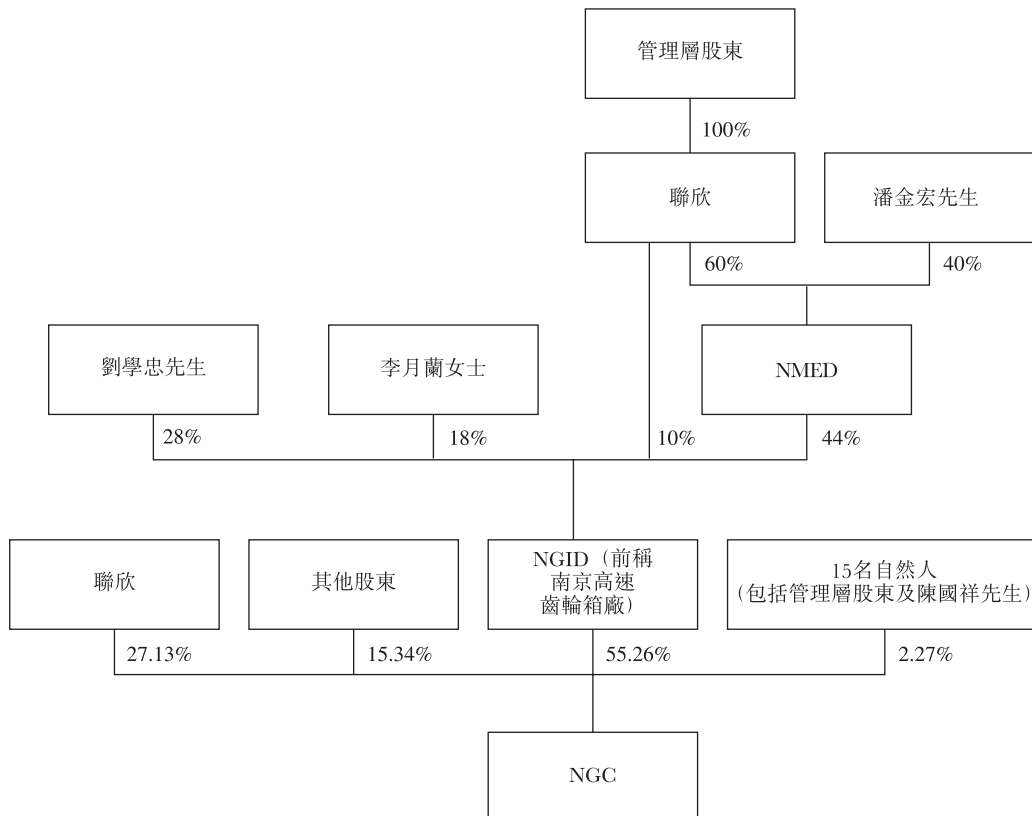 管理層股東
100%
聯欣
潘金宏先生
60%
40%
劉學忠先生
李月蘭女士
NMED
28%
18%
10%
44%
聯欣
其他股東
NGID（前稱
南京高速
齒輪箱廠）
15名自然人
（包括管理層股東及陳國祥先生）
27.13%
15.34%
55.26%
2.27%
NGC